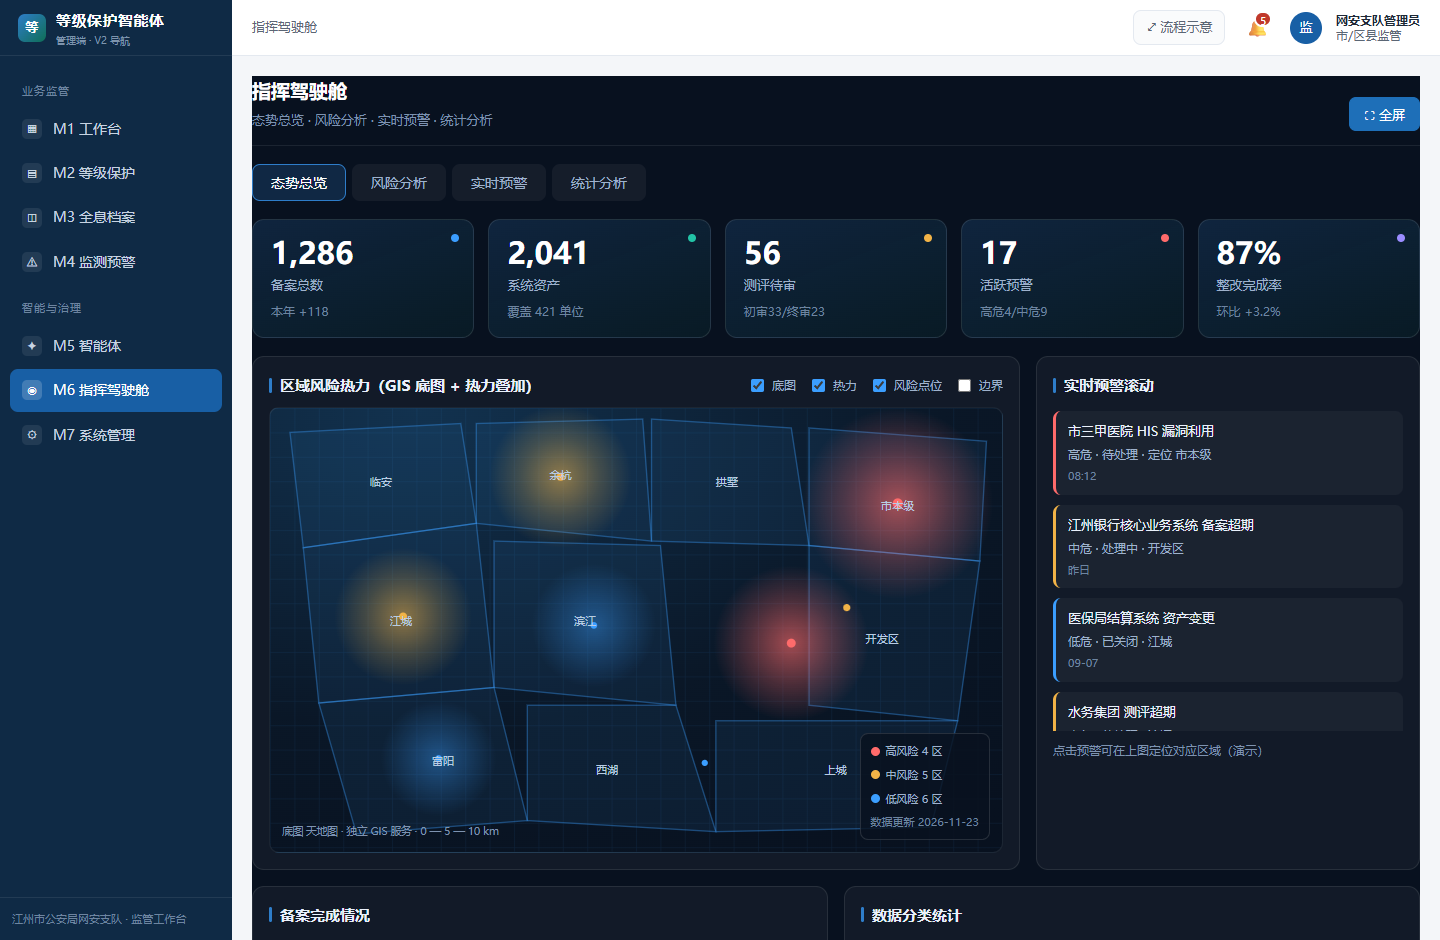 等
等级保护智能体
管理端 · V2 导航
业务监管
M1 工作台
M2 等级保护
M3 全息档案
M4 监测预警
智能与治理
M5 智能体
M6 指挥驾驶舱
M7 系统管理
江州市公安局网安支队 · 监管工作台
指挥驾驶舱
流程示意
5
监
网安支队管理员
市/区县监管
指挥驾驶舱
态势总览 · 风险分析 · 实时预警 · 统计分析
全屏
态势总览
风险分析
实时预警
统计分析
1,286
备案总数
本年 +118
2,041
系统资产
覆盖 421 单位
56
测评待审
初审33/终审23
17
活跃预警
高危4/中危9
87%
整改完成率
环比 +3.2%
区域风险热力（GIS 底图 + 热力叠加）
底图
热力
风险点位
边界
临安
余杭
拱墅
市本级
江城
滨江
开发区
富阳
西湖
上城
高风险 4 区
中风险 5 区
低风险 6 区
数据更新 2026-11-23
底图 天地图 · 独立 GIS 服务 · 0 — 5 — 10 km
实时预警滚动
市三甲医院 HIS 漏洞利用
高危 · 待处理 · 定位 市本级
08:12
江州银行核心业务系统 备案超期
中危 · 处理中 · 开发区
昨日
医保局结算系统 资产变更
低危 · 已关闭 · 江城
09-07
水务集团 测评超期
点击预警可在上图定位对应区域（演示）
备案完成情况
数据分类统计